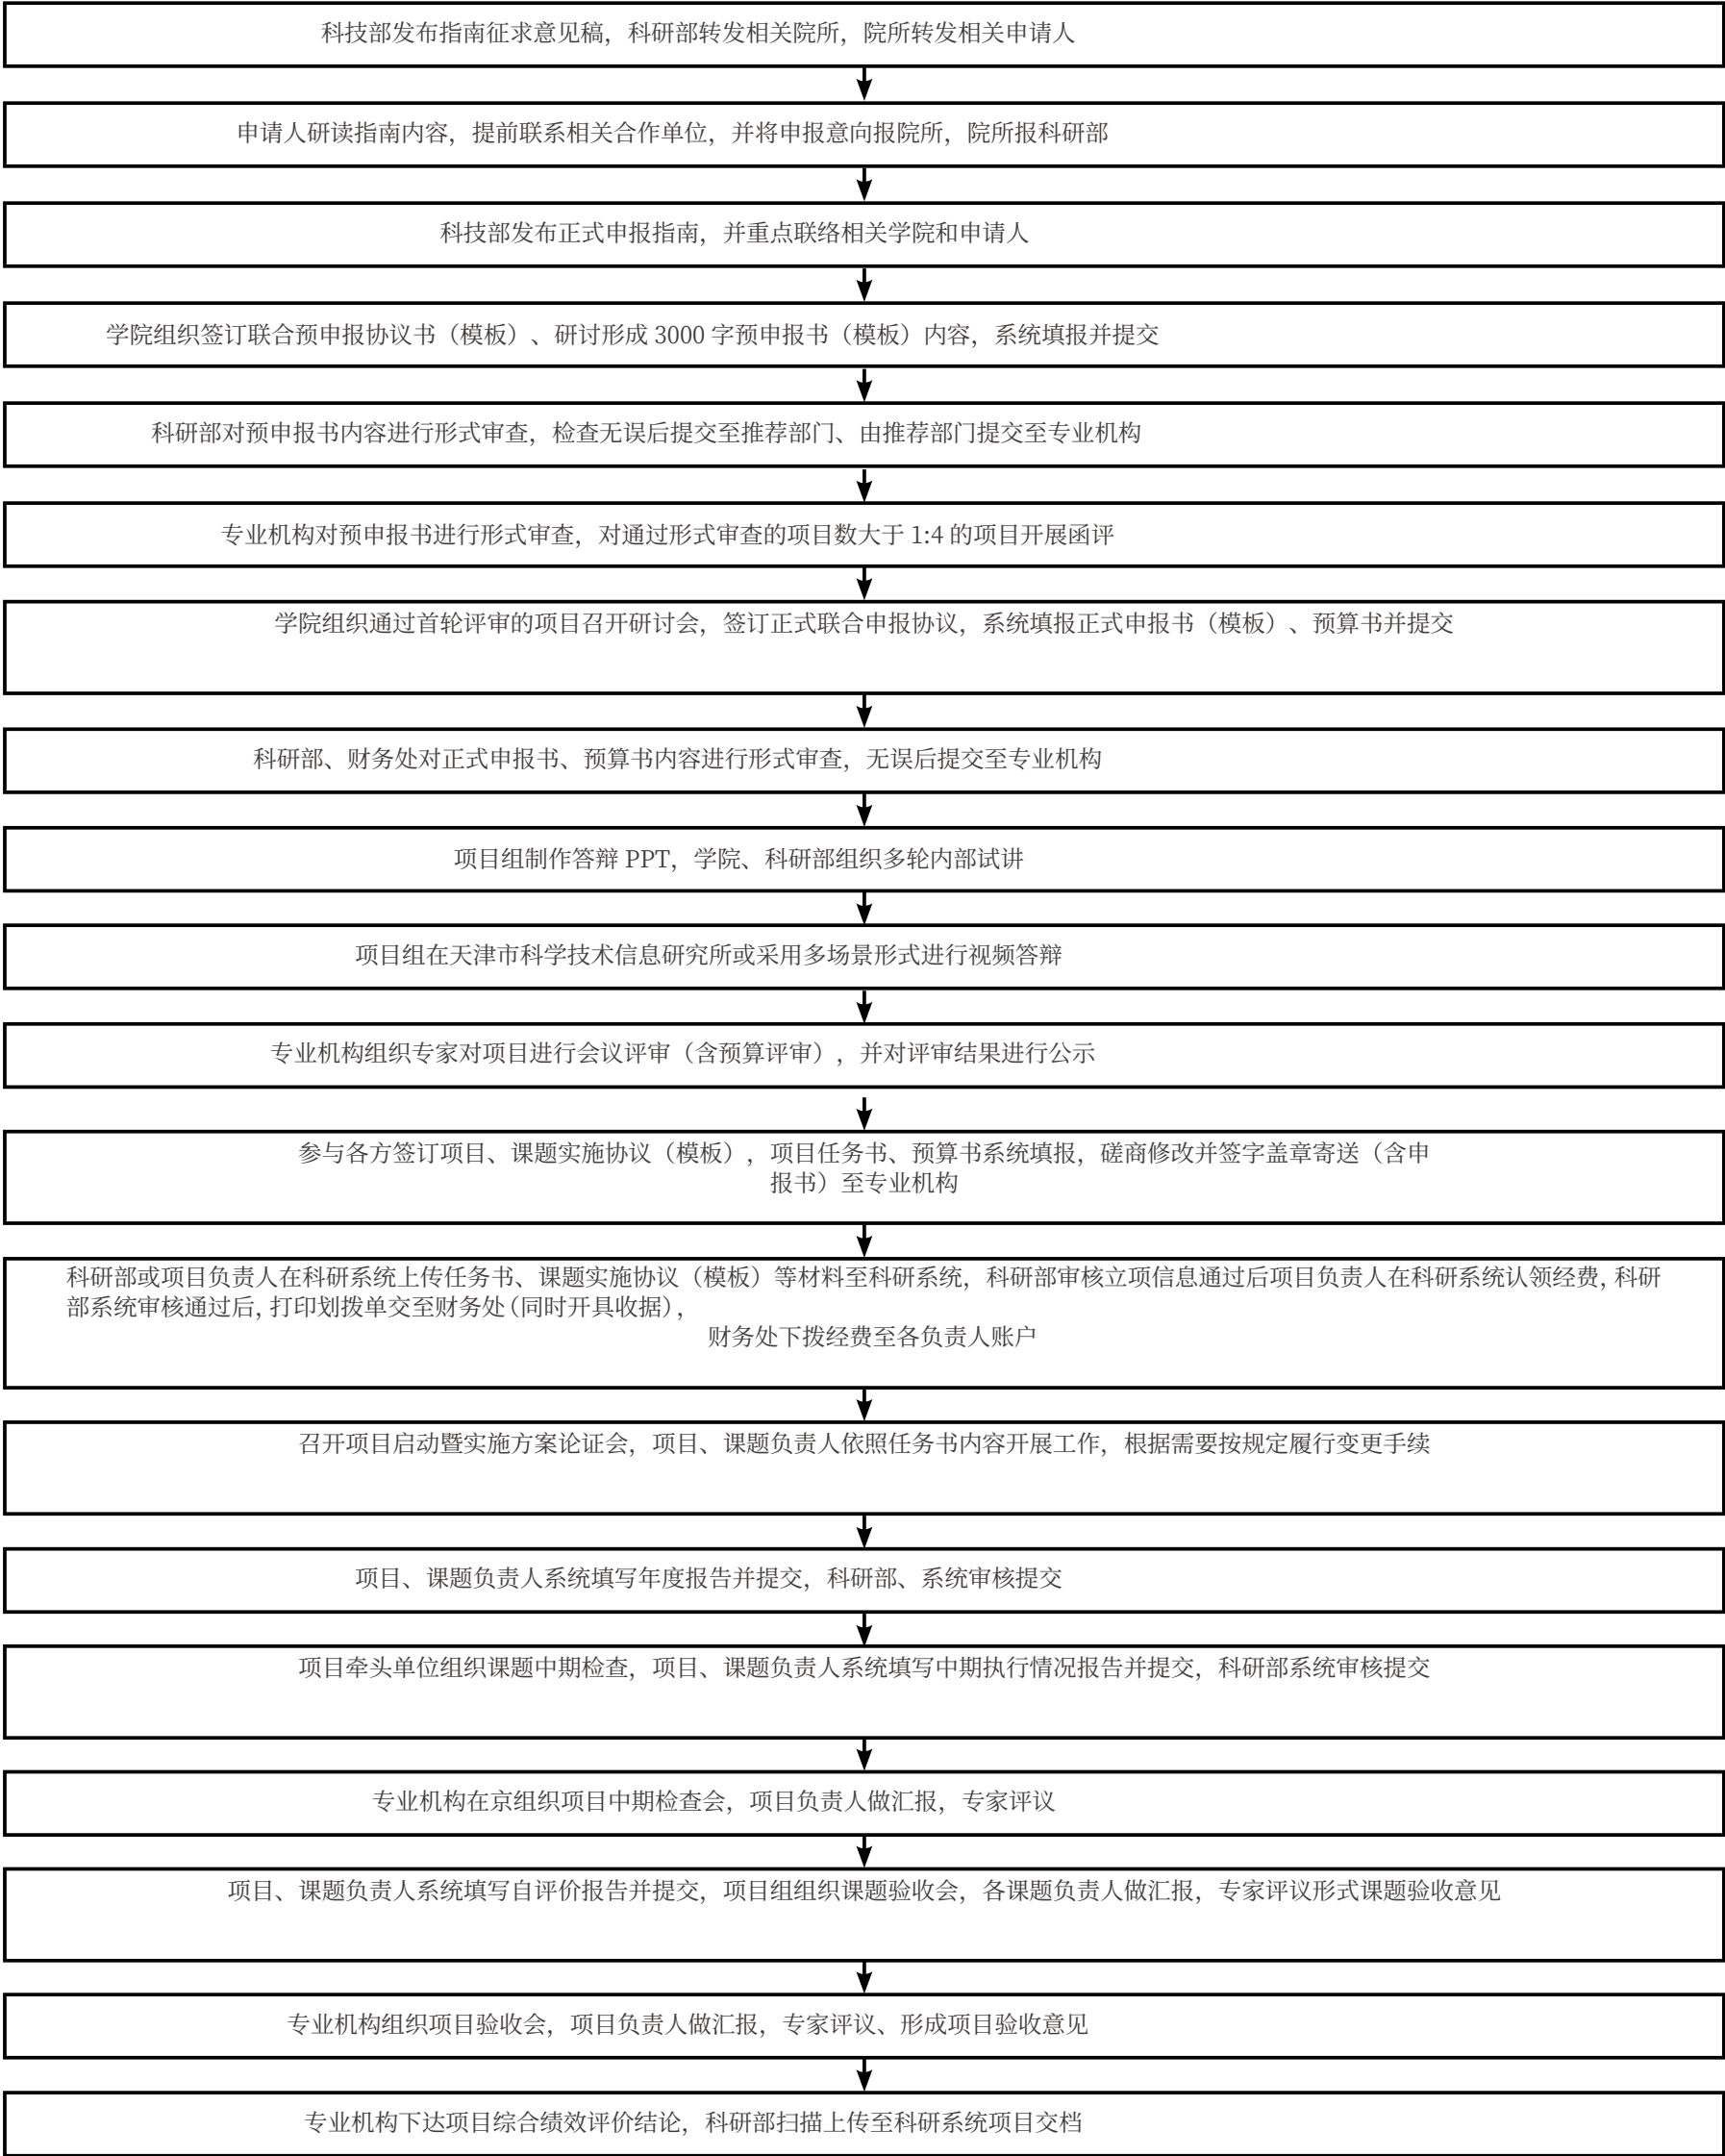 科技部发布指南征求意见稿，科研部转发相关院所，院所转发相关申请人
申请人研读指南内容，提前联系相关合作单位，并将申报意向报院所，院所报科研部
科技部发布正式申报指南，并重点联络相关学院和申请人
学院组织签订联合预申报协议书（模板）、研讨形成 3000 字预申报书（模板）内容，系统填报并提交
科研部对预申报书内容进行形式审查，检查无误后提交至推荐部门、由推荐部门提交至专业机构
专业机构对预申报书进行形式审查，对通过形式审查的项目数大于 1:4 的项目开展函评
学院组织通过首轮评审的项目召开研讨会，签订正式联合申报协议，系统填报正式申报书（模板）、预算书并提交
科研部、财务处对正式申报书、预算书内容进行形式审查，无误后提交至专业机构
项目组制作答辩 PPT，学院、科研部组织多轮内部试讲
项目组在天津市科学技术信息研究所或采用多场景形式进行视频答辩
专业机构组织专家对项目进行会议评审（含预算评审），并对评审结果进行公示
参与各方签订项目、课题实施协议（模板），项目任务书、预算书系统填报，磋商修改并签字盖章寄送（含申
报书）至专业机构
科研部或项目负责人在科研系统上传任务书、课题实施协议（模板）等材料至科研系统，科研部审核立项信息通过后项目负责人在科研系统认领经费，科研
部系统审核通过后，打印划拨单交至财务处（同时开具收据），
财务处下拨经费至各负责人账户
召开项目启动暨实施方案论证会，项目、课题负责人依照任务书内容开展工作，根据需要按规定履行变更手续
项目、课题负责人系统填写年度报告并提交，科研部、系统审核提交
项目牵头单位组织课题中期检查，项目、课题负责人系统填写中期执行情况报告并提交，科研部系统审核提交
专业机构在京组织项目中期检查会，项目负责人做汇报，专家评议
项目、课题负责人系统填写自评价报告并提交，项目组组织课题验收会，各课题负责人做汇报，专家评议形式课题验收意见
专业机构组织项目验收会，项目负责人做汇报，专家评议、形成项目验收意见
专业机构下达项目综合绩效评价结论，科研部扫描上传至科研系统项目文档